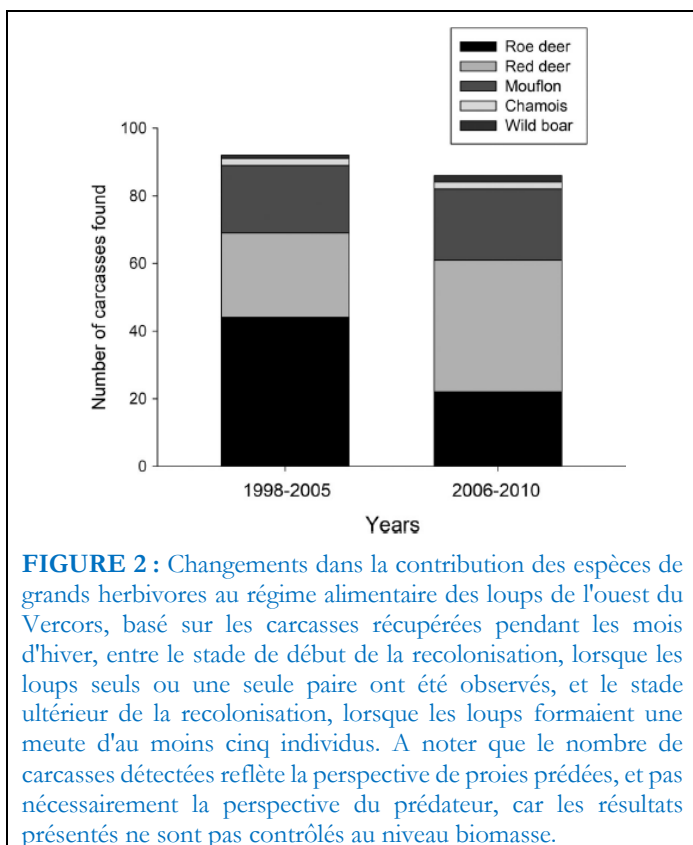 Roe deer
Red deer
Mouflon
Chamois
Wild boar
100
80
60
40
20
0
Number of carcasses found
1998-2005
2006-2010
Years
FIGURE 2 : Changements dans la contribution des espèces de
grands herbivores au régime alimentaire des loups de l'ouest du
Vercors, basé sur les carcasses récupérées pendant les mois
d'hiver, entre le stade de début de la recolonisation, lorsque les
loups seuls ou une seule paire ont été observés, et le stade
ultérieur de la recolonisation, lorsque les loups formaient une
meute d'au moins cinq individus. A noter que le nombre de
carcasses détectées reflète la perspective de proies prédées, et pas
nécessairement la perspective du prédateur, car les résultats
présentés ne sont pas contrôlés au niveau biomasse.